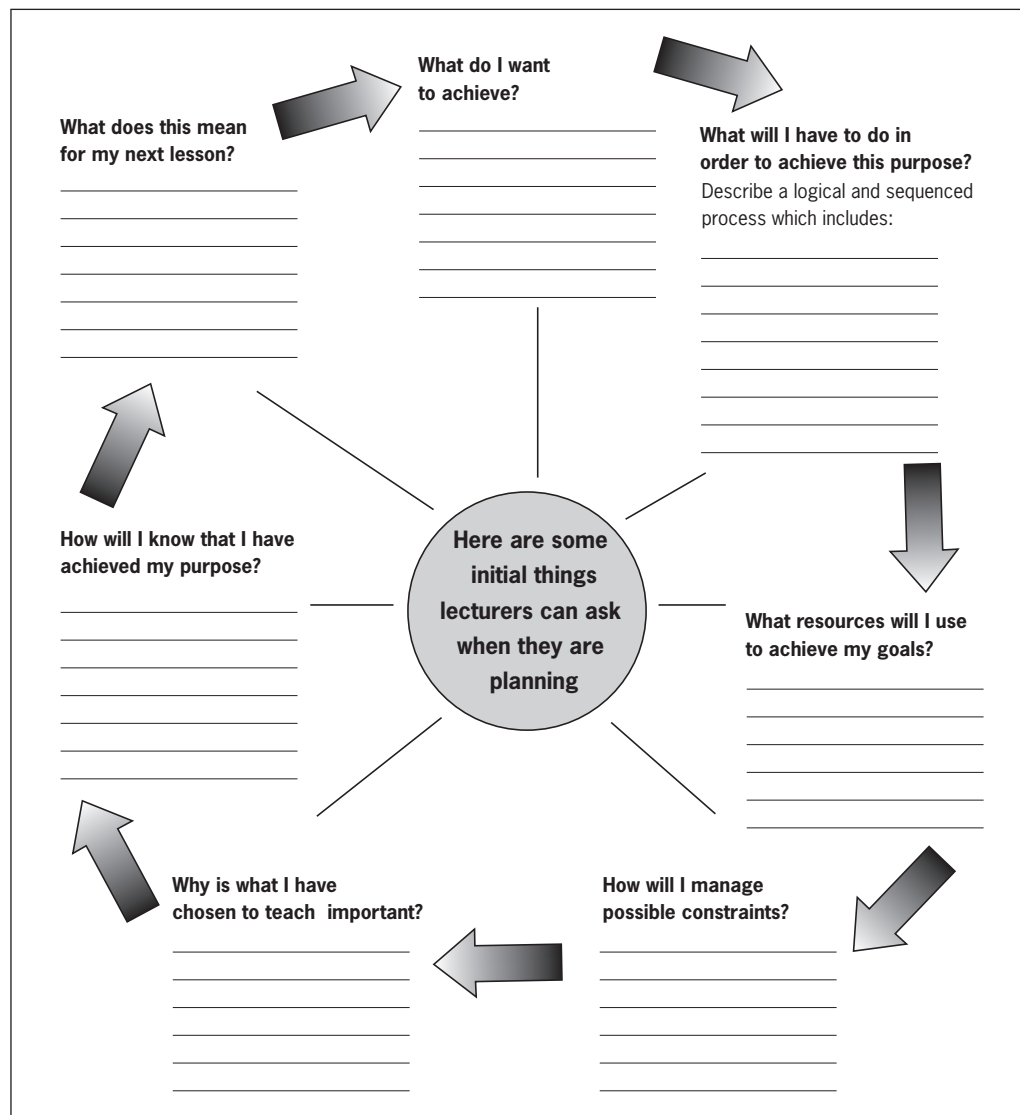 What do I want
to achieve?
What will I have to do in
order to achieve this purpose?
Describe a logical and sequenced
process which includes:
What resources will I use
to achieve my goals?
How will I manage
possible constraints?
Why is what I have
chosen to teach  important?
How will I know that I have
achieved my purpose?
What does this mean
for my next lesson?
Here are some
initial things
lecturers can ask
when they are
planning